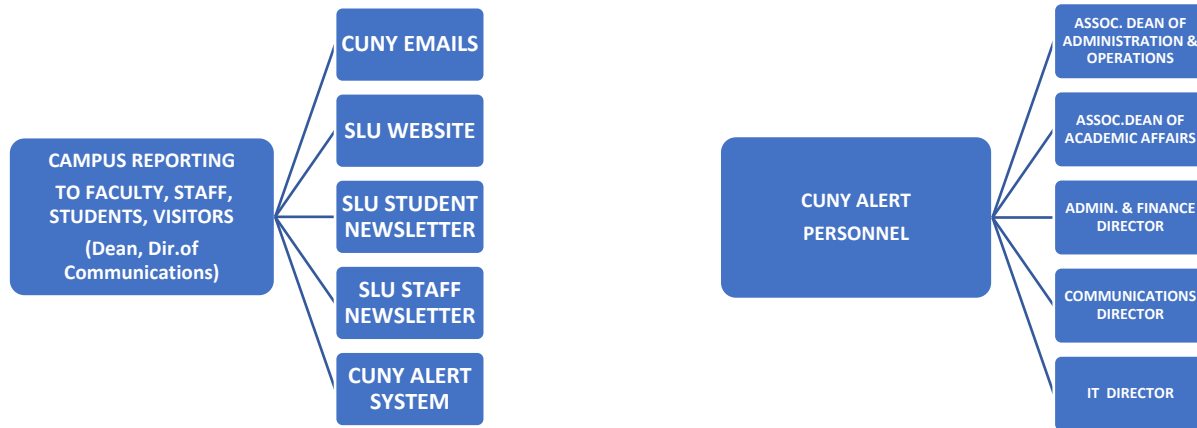 CAMPUS REPORTING
TO FACULTY, STAFF,
STUDENTS, VISITORS
(Dean, Dir.of
Communications)
CUNY EMAILS
SLU WEBSITE
SLU STUDENT
NEWSLETTER
SLU STAFF
NEWSLETTER
CUNY ALERT
SYSTEM
CUNY ALERT
PERSONNEL
ASSOC. DEAN OF
ADMINISTRATION &
OPERATIONS
ASSOC.DEAN OF
ACADEMIC AFFAIRS
ADMIN. & FINANCE
DIRECTOR
COMMUNICATIONS
DIRECTOR
IT DIRECTOR